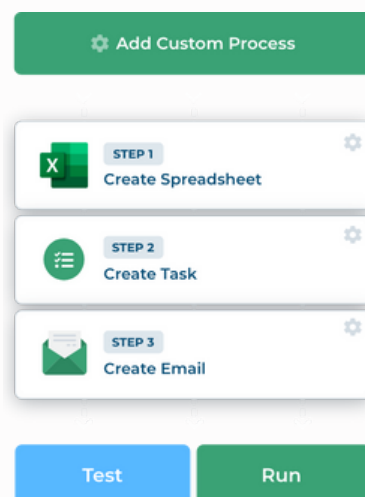 Add Custom Process
STEP 1
X
Create Spreadsheet
STEP 2
Create Task
STEP 3
Create Email
Test Run